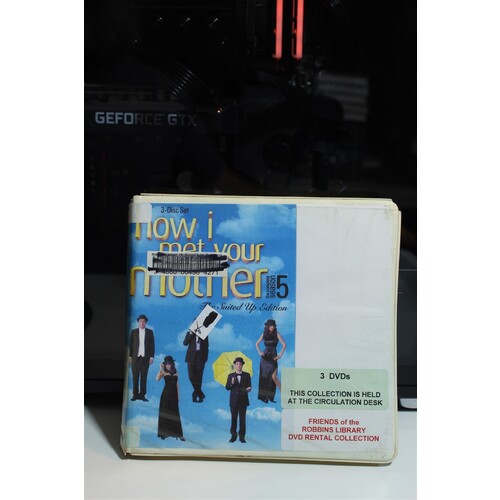 GEFORCE GTX
3-Disc Set
how i
met your
mother
SEASON 5
The Suited Up Edition
3 DVDs
THIS COLLECTION IS HELD
AT THE CIRCULATION DESK
FRIENDS of the
ROBBINS LIBRARY
DVD RENTAL COLLECTION